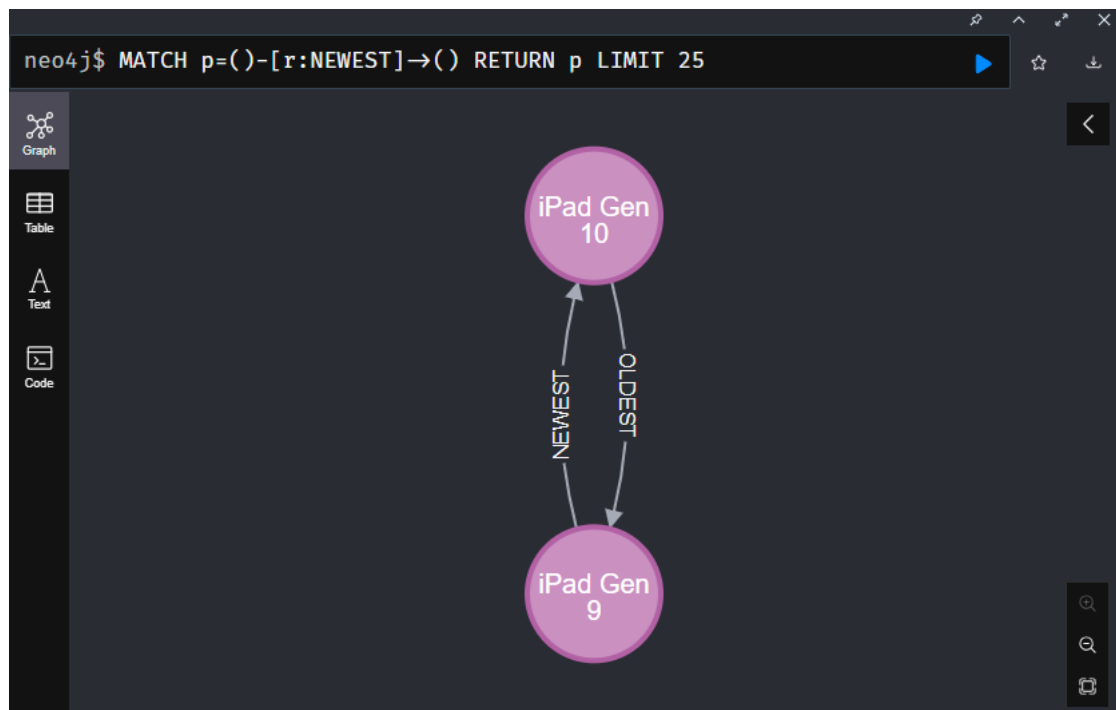 neo4j$ MATCH p=()-[r:NEWEST]→() RETURN p LIMIT 25
Graph
Table
Text
Code
iPad Gen
10
NEWEST
OLDEST
iPad Gen
9